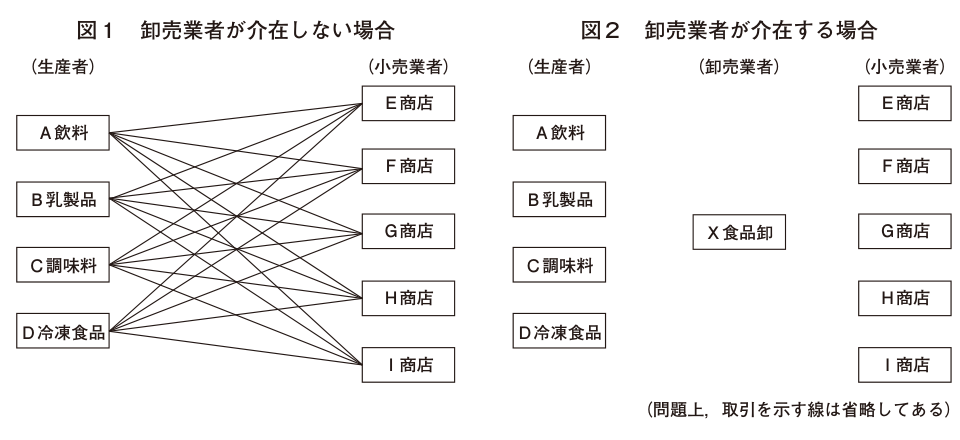 図1 卸売業者が介在しない場合
(生産者)
(小売業者)
A飲料
B乳製品
C調味料
D冷凍食品
E商店
F商店
G商店
H商店
I商店
図2 卸売業者が介在する場合
(生産者)
(卸売業者)
(小売業者)
A飲料
B乳製品
C調味料
D冷凍食品
X食品卸
E商店
F商店
G商店
H商店
I商店
(問題上,取引を示す線は省略してある)